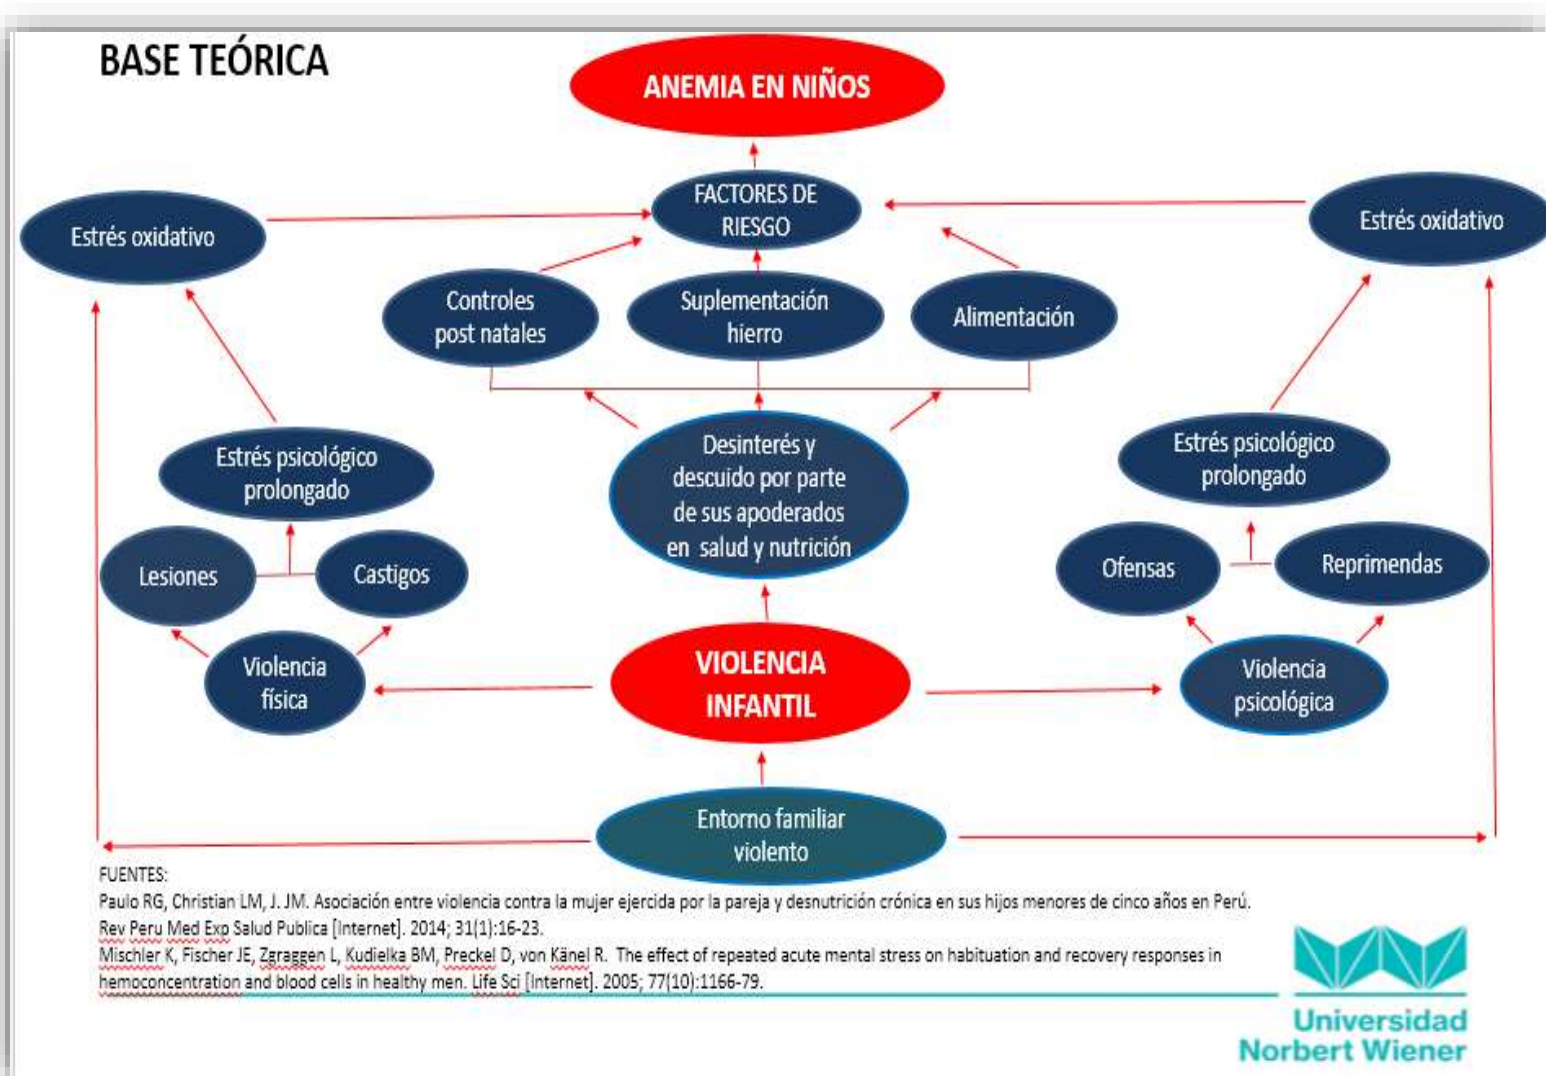 BASE TEÓRICA
ANEMIA EN NIÑOS
FACTORES DE
RIESGO
Estrés oxidativo
Estrés oxidativo
Controles
post natales
Suplementación
hierro
Alimentación
Estrés psicológico
prolongado
Desinterés y
descuido por parte
de sus apoderados
en salud y nutrición
Estrés psicológico
prolongado
Lesiones
Castigos
Ofensas
Reprimendas
Violencia
física
VIOLENCIA
INFANTIL
Violencia
psicológica
Entorno familiar
violento
FUENTES:
Paulo RG, Christian LM, J. JM. Asociación entre violencia contra la mujer ejercida por la pareja y desnutrición crónica en sus hijos menores de cinco años en Perú.
Rev Peru Med Exp Salud Publica [Internet]. 2014; 31(1):16-23.
Mischler K, Fischer JE, Zgraggen L, Kudielka BM, Preckel D, von Känel R. The effect of repeated acute mental stress on habituation and recovery responses in
hemoconcentration and blood cells in healthy men. Life Sci [Internet]. 2005; 77(10):1166-79.
Universidad
Norbert Wiener